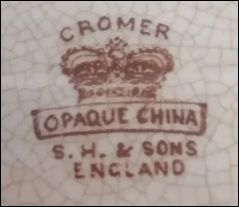 CROMER
OPAQUE CHINA
S. H. & SONS
ENGLAND